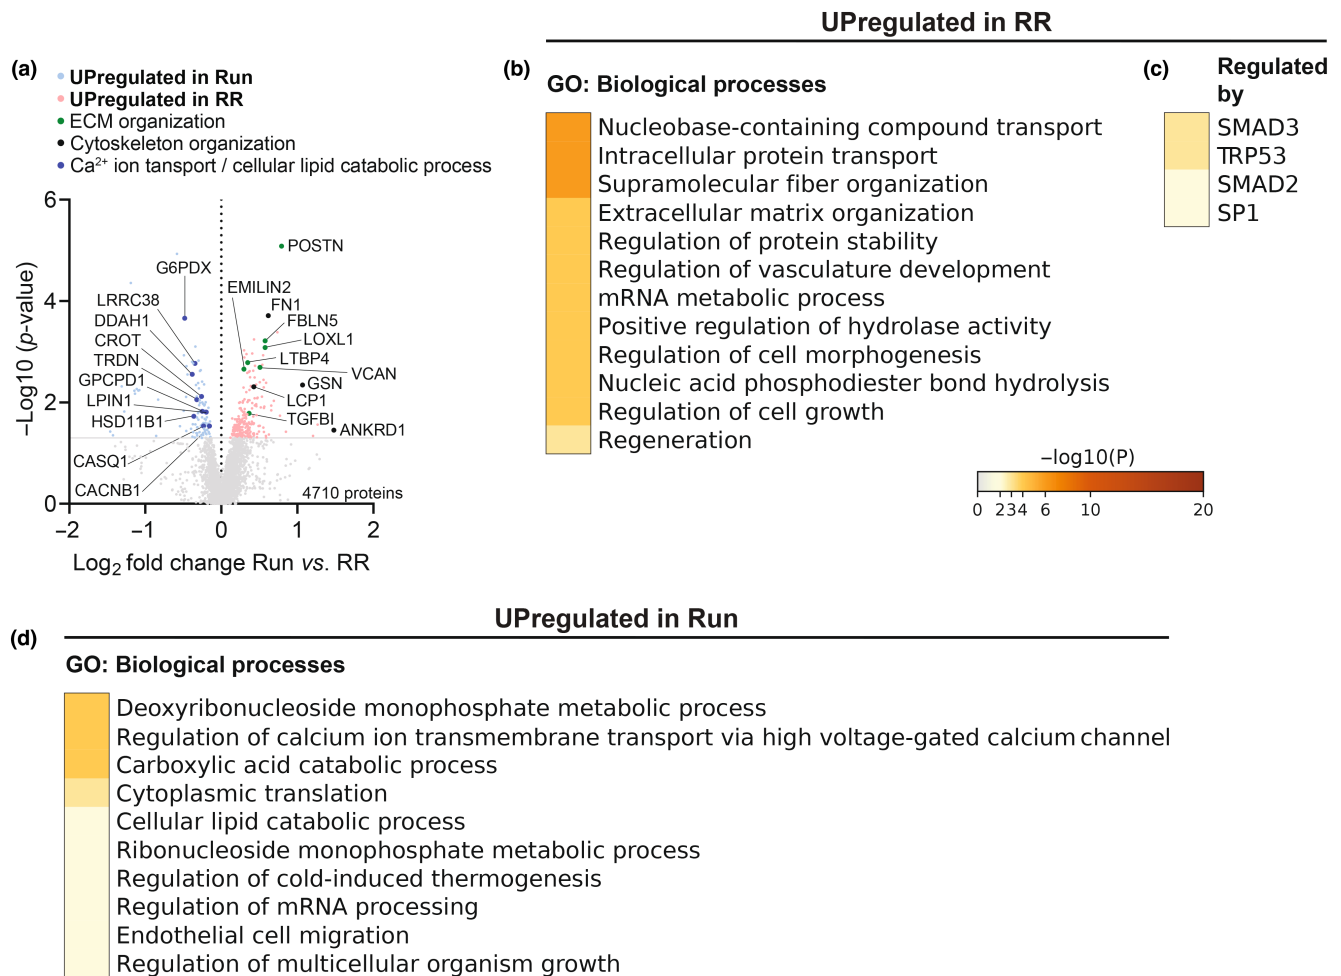 UPregulated in RR
(a)
UPregulated in Run
UPregulated in RR
ECM organization
Cytoskeleton organization
Ca2+ ion tansport / cellular lipid catabolic process
6
4
2
0
−Log10 (p-value)
G6PDX
LRRC38
DDAH1
CROT
TRDN
GPCPD1
LPIN1
HSD11B1
CASQ1
CACNB1
POSTN
EMILIN2
FN1
FBLN5
LOXL1
LTBP4
VCAN
GSN
LCP1
TGFBI
ANKRD1
4710 proteins
−2 −1 0 1 2
Log2 fold change Run vs. RR
(b)
GO: Biological processes
Nucleobase-containing compound transport
Intracellular protein transport
Supramolecular fiber organization
Extracellular matrix organization
Regulation of protein stability
Regulation of vasculature development
mRNA metabolic process
Positive regulation of hydrolase activity
Regulation of cell morphogenesis
Nucleic acid phosphodiester bond hydrolysis
Regulation of cell growth
Regeneration
(c)
Regulated
by
SMAD3
TRP53
SMAD2
SP1
−log10(P)
0 2 3 4 6 10 20
(d)
UPregulated in Run
GO: Biological processes
Deoxyribonucleoside monophosphate metabolic process
Regulation of calcium ion transmembrane transport via high voltage-gated calcium channel
Carboxylic acid catabolic process
Cytoplasmic translation
Cellular lipid catabolic process
Ribonucleoside monophosphate metabolic process
Regulation of cold-induced thermogenesis
Regulation of mRNA processing
Endothelial cell migration
Regulation of multicellular organism growth